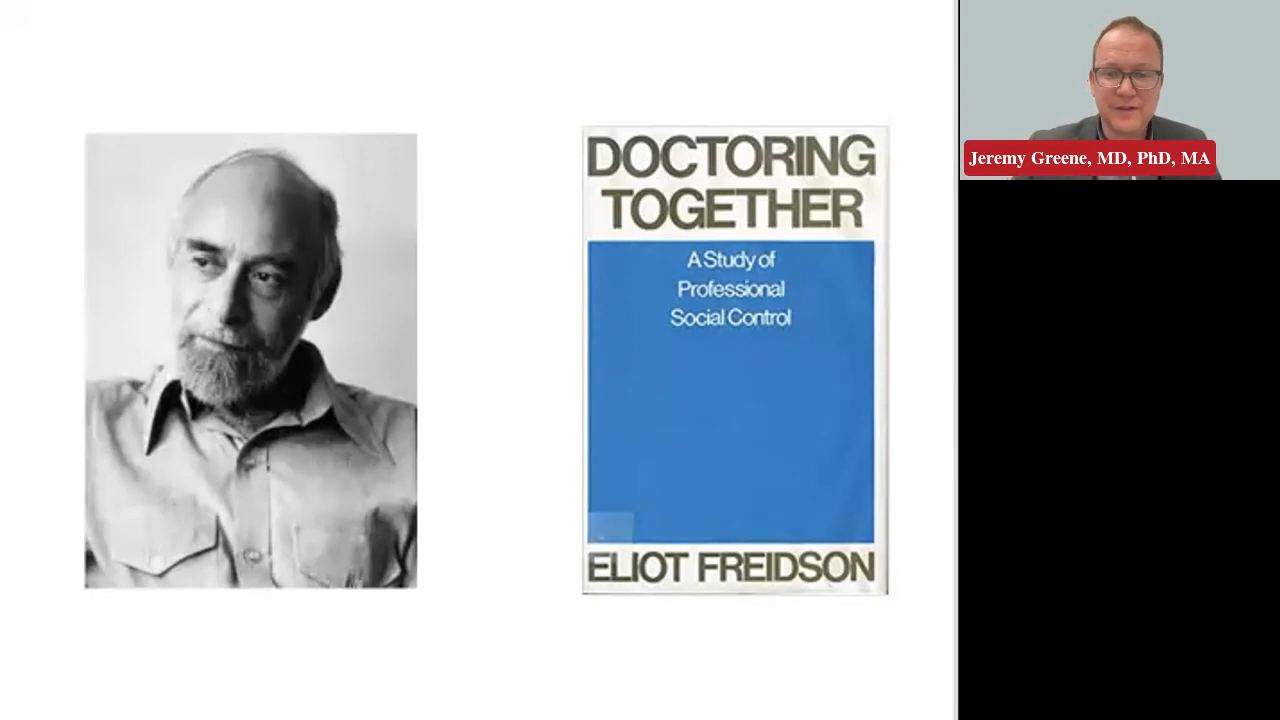 DOCTORING
TOGETHER
A Study of
Professional
Social Control
ELIOT FREIDSON
Jeremy Greene, MD, PhD, MA